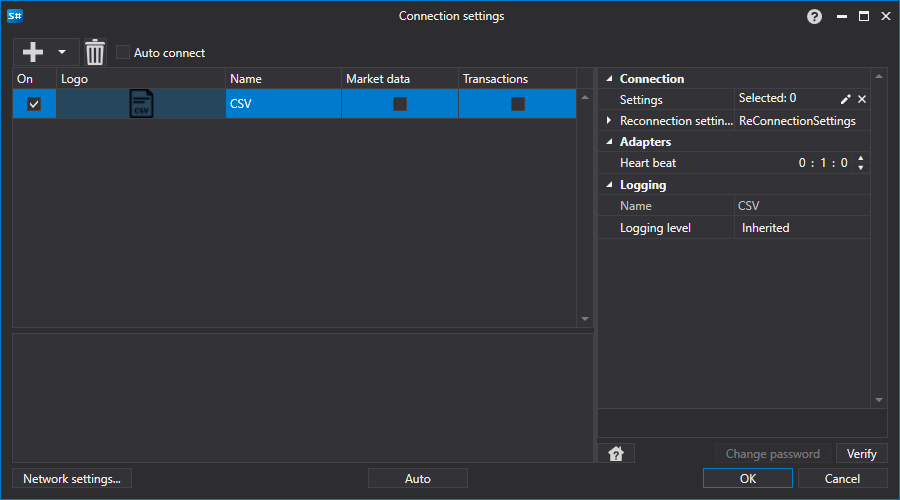 S# Connection settings ?
Auto connect
On Logo Name Market data Transactions
CSV CSV
Connection
Settings Selected: 0
Reconnection settin... ReConnectionSettings
Adapters
Heart beat 0 : 1 : 0
Logging
Name CSV
Logging level Inherited
Change password Verify
Network settings... Auto OK Cancel